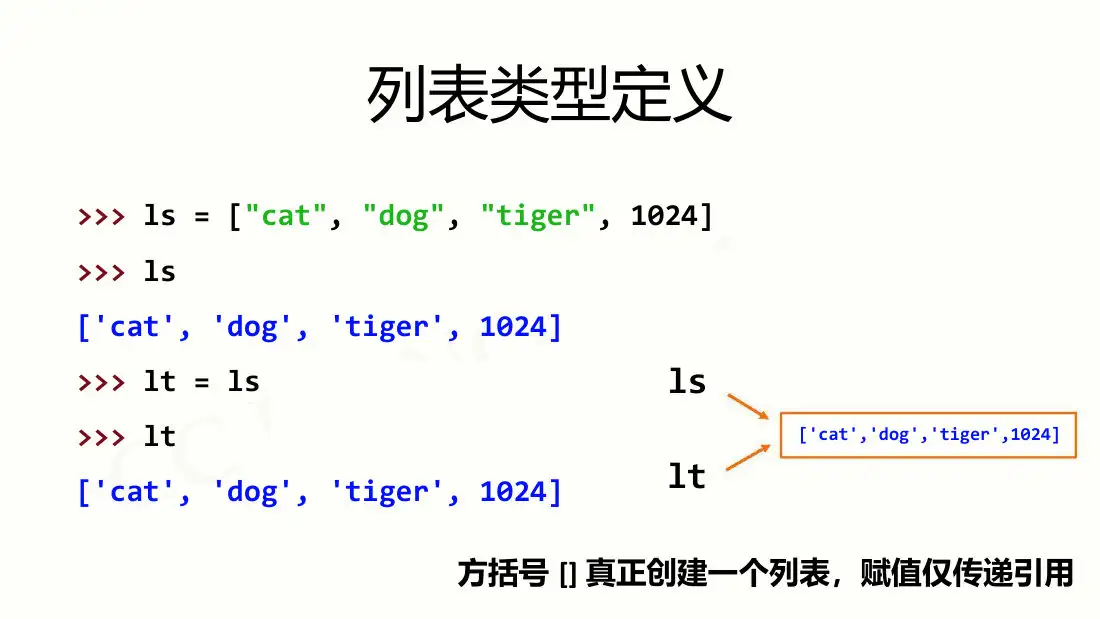 列表类型定义
>>> ls = ["cat", "dog", "tiger", 1024]
>>> ls
['cat', 'dog', 'tiger', 1024]
>>> lt = ls
>>> lt
['cat', 'dog', 'tiger', 1024]
ls
['cat','dog','tiger',1024]
lt
方括号 [] 真正创建一个列表，赋值仅传递引用